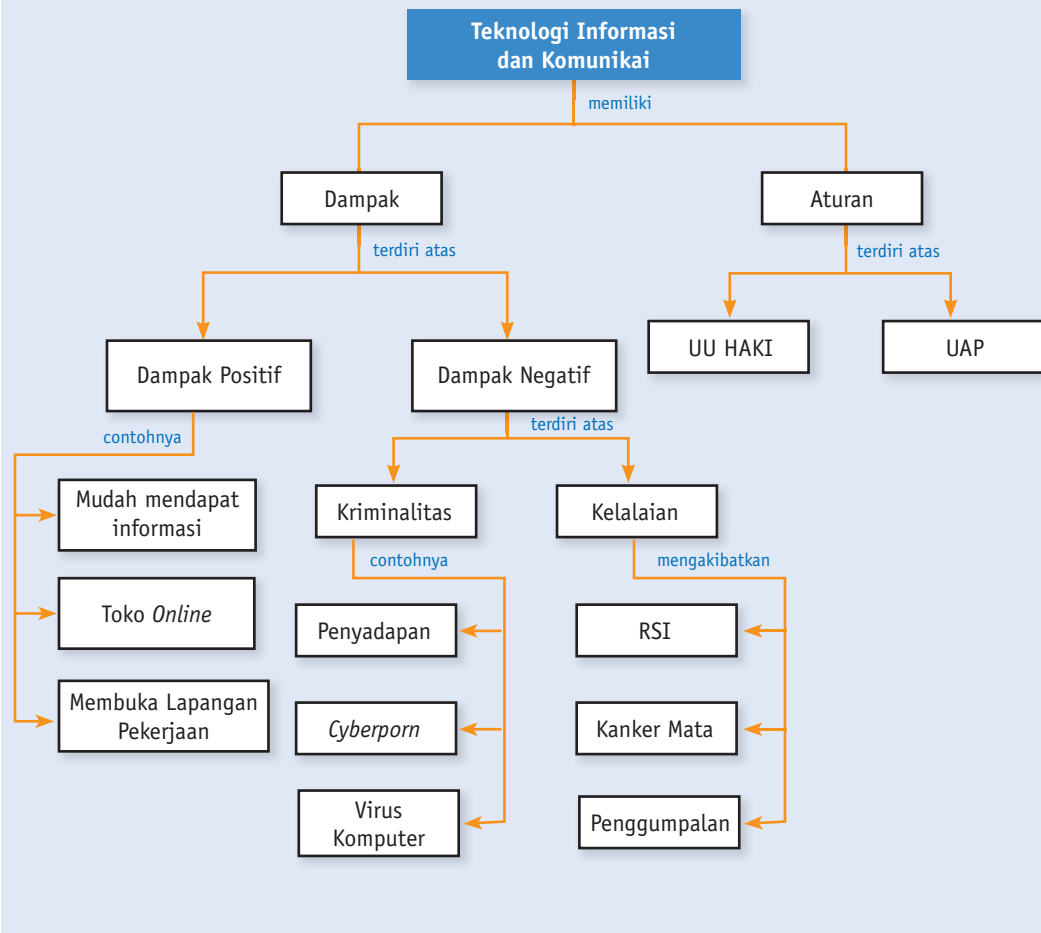 Teknologi Informasi
dan Komunikai
memiliki
Dampak
Aturan
terdiri atas
terdiri atas
UU HAKI
UAP
Dampak Positif
Dampak Negatif
contohnya
terdiri atas
Mudah mendapat
informasi
Kriminalitas
Kelalaian
contohnya
mengakibatkan
Toko Online
Penyadapan
RSI
Membuka Lapangan
Pekerjaan
Cyberporn
Kanker Mata
Virus
Komputer
Penggumpalan